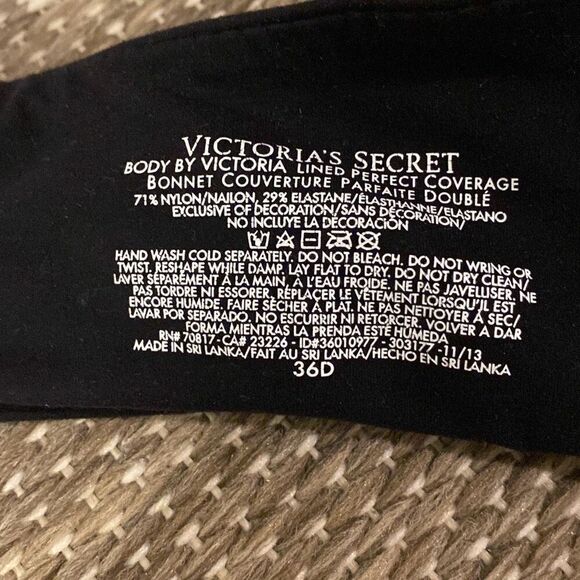 VICTORIA'S SECRET
BODY BY VICTORIA LINED PERFECT COVERAGE
BONNET COUVERTURE PARFAITE DOUBLÉ
71% NYLON/NAILON, 29% ELASTANE/ÉLASTHANNE/ELASTANO
EXCLUSIVE OF DECORATION/SANS DÉCORATION/
NO INCLUYE LA DECORACIÓN
HAND WASH COLD SEPARATELY. DO NOT BLEACH. DO NOT WRING OR
TWIST. RESHAPE WHILE DAMP. LAY FLAT TO DRY. DO NOT DRY CLEAN/
LAVER SÉPARÉMENT À LA MAIN, À L'EAU FROIDE. NE PAS JAVELLISER. NE
PAS TORDRE NI ESSORER. RÉPLACER LE VÊTEMENT LORSQU'IL EST
ENCORE HUMIDE. FAIRE SÉCHER À PLAT. NE PAS NETTOYER À SEC/
LAVAR POR SEPARADO. NO ESCURRIR NI RETORCER. VOLVER A DAR
FORMA MIENTRAS LA PRENDA ESTÉ HÚMEDA
RN# 70817 - CA# 23226 - ID#36010977 - 303177 - 11/13
MADE IN SRI LANKA/FAIT AU SRI LANKA/HECHO EN SRI LANKA
36D